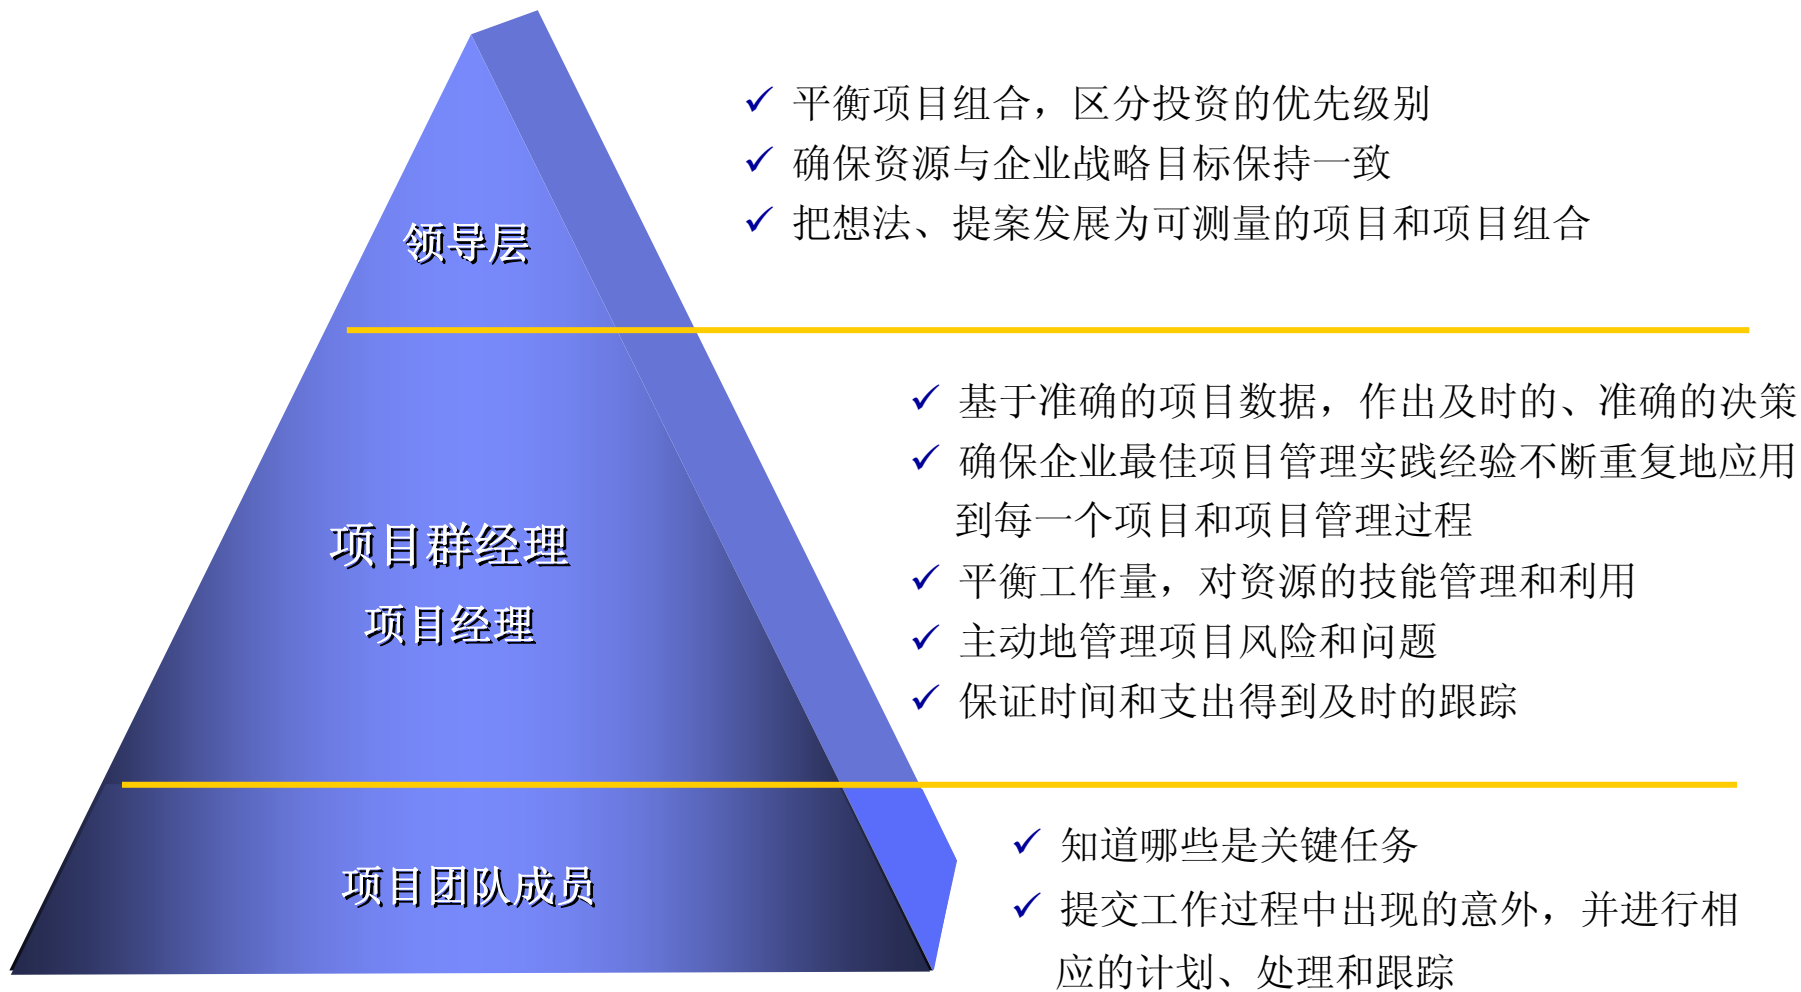 领导层
✓ 平衡项目组合，区分投资的优先级别
✓ 确保资源与企业战略目标保持一致
✓ 把想法、提案发展为可测量的项目和项目组合
项目群经理
项目经理
✓ 基于准确的项目数据，作出及时的、准确的决策
✓ 确保企业最佳项目管理实践经验不断重复地应用
到每一个项目和项目管理过程
✓ 平衡工作量，对资源的技能管理和利用
✓ 主动地管理项目风险和问题
✓ 保证时间和支出得到及时的跟踪
项目团队成员
✓ 知道哪些是关键任务
✓ 提交工作过程中出现的意外，并进行相
应的计划、处理和跟踪